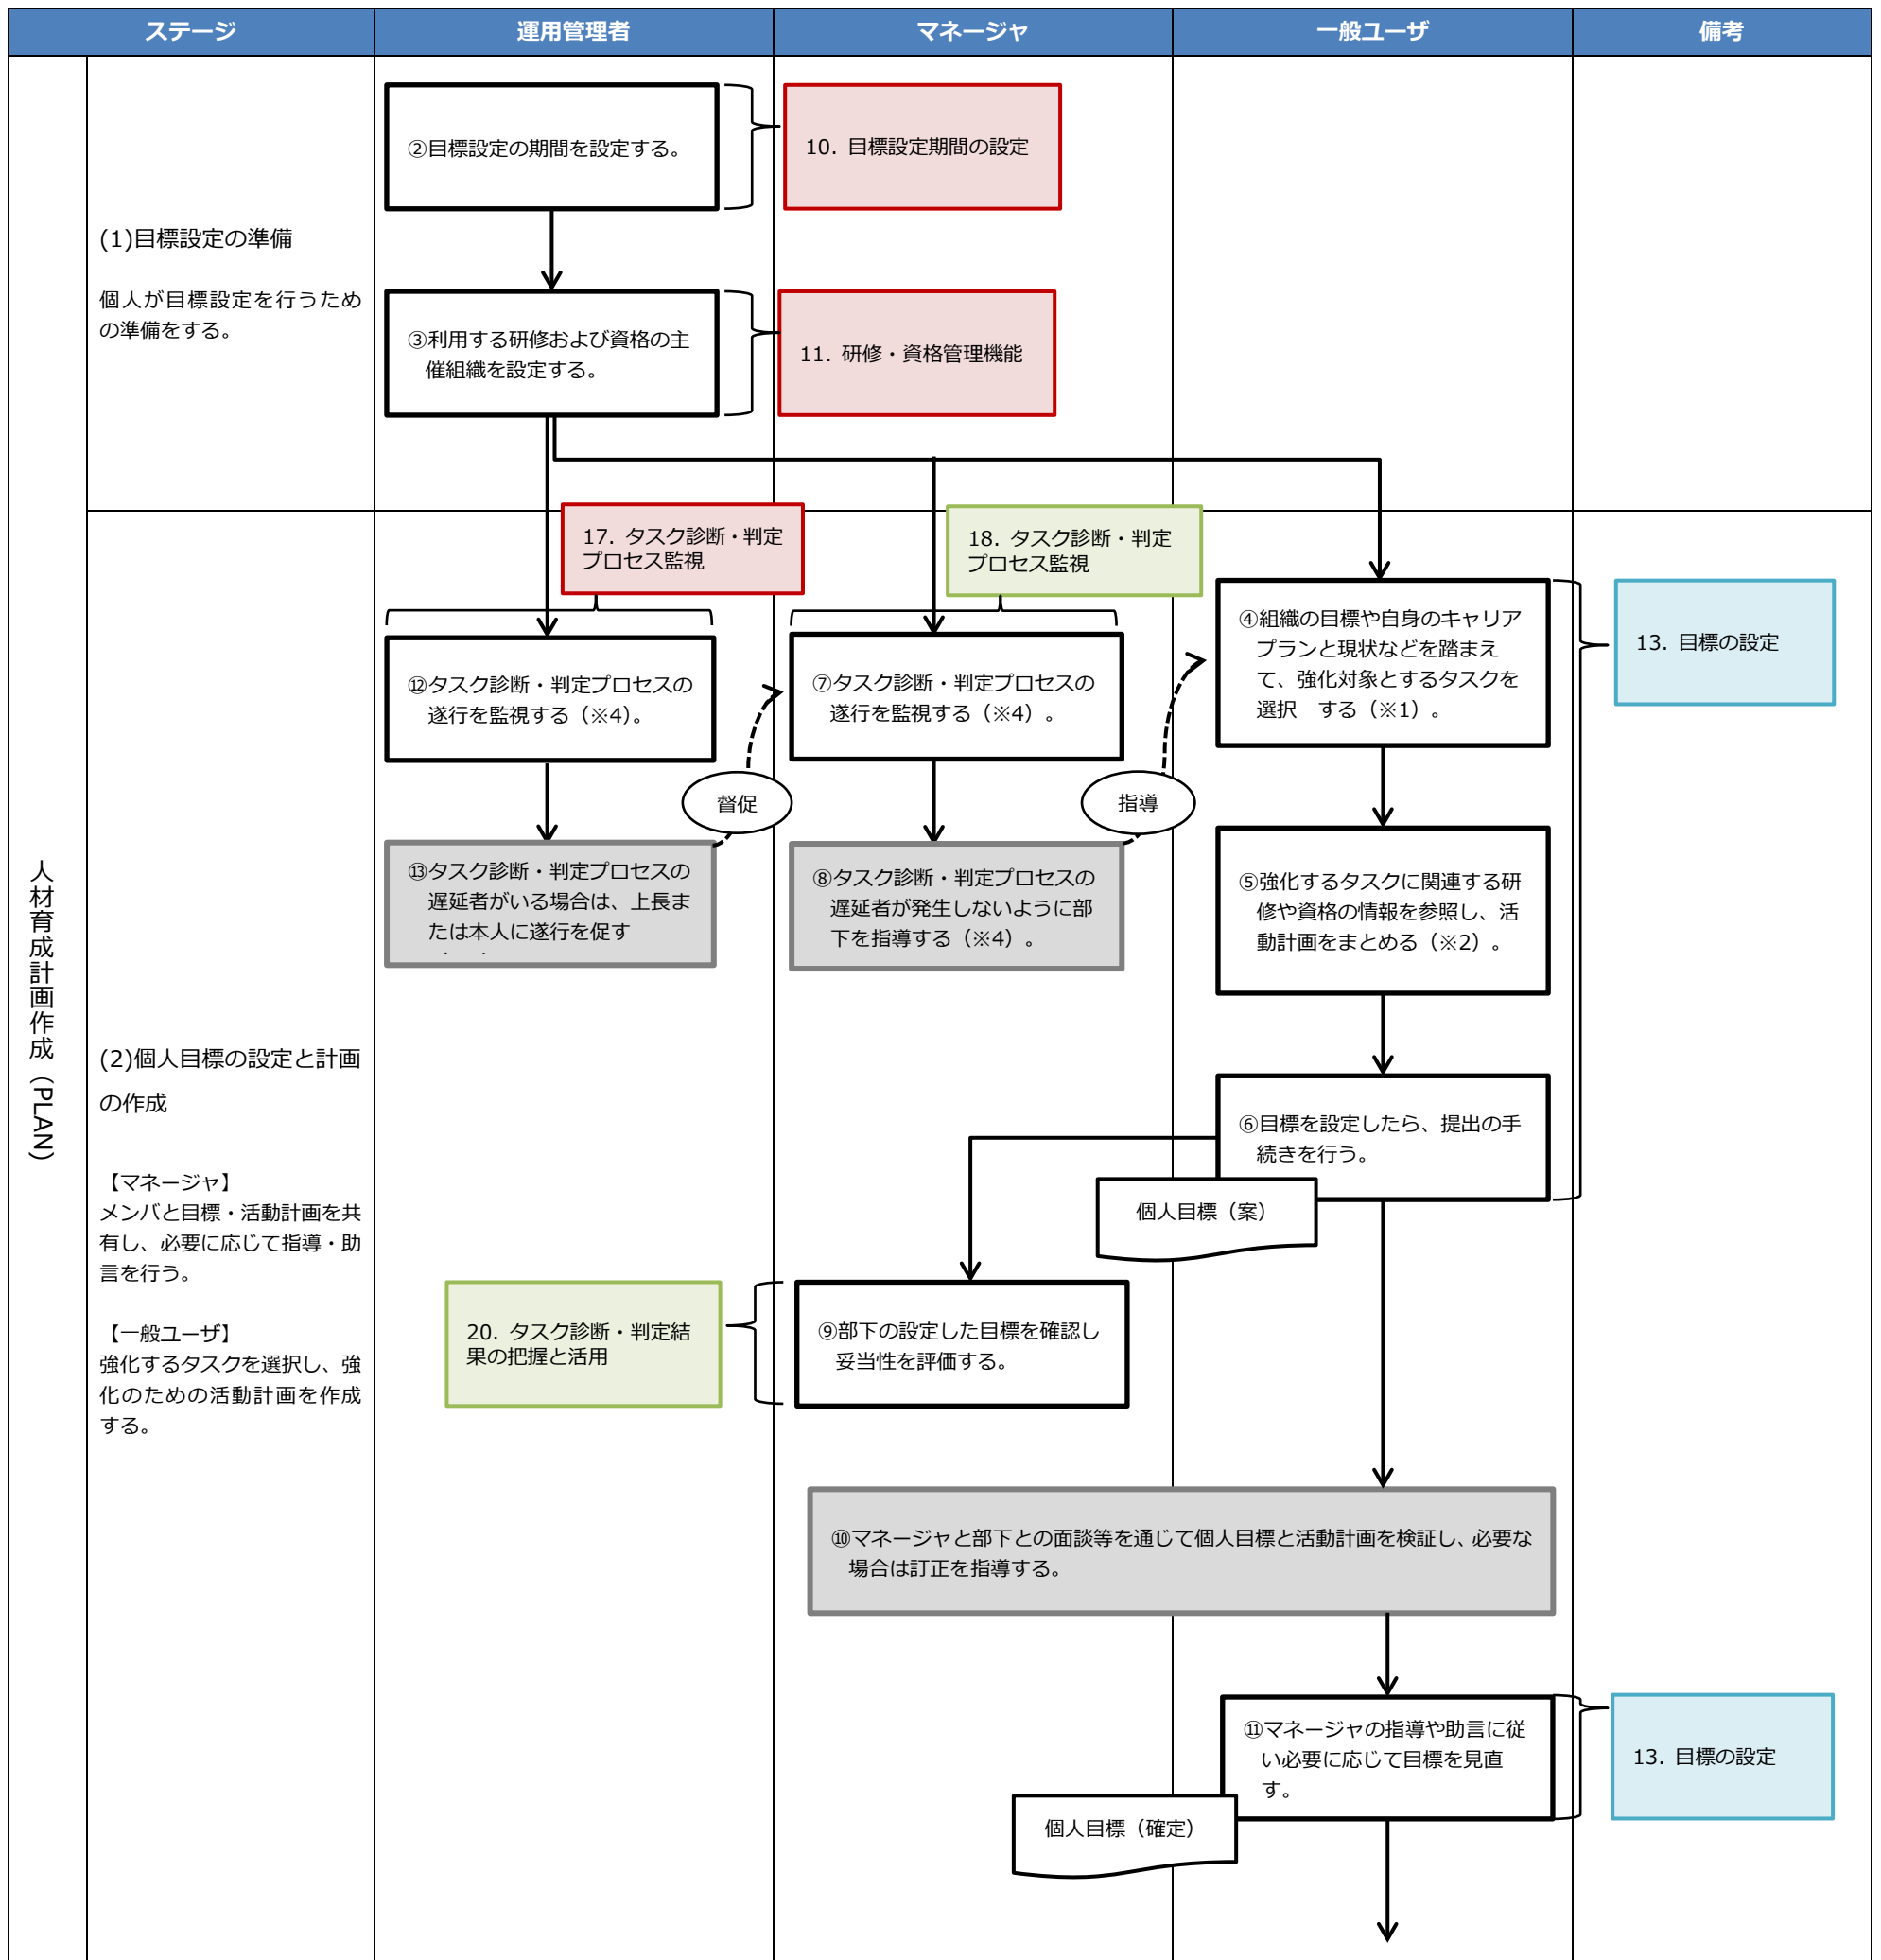 ステージ
運用管理者
マネージャ
一般ユーザ
備考
人材育成計画作成（PLAN）
(1)目標設定の準備
個人が目標設定を行うため
の準備をする。
②目標設定の期間を設定する。
10. 目標設定期間の設定
③利用する研修および資格の主
催組織を設定する。
11. 研修・資格管理機能
(2)個人目標の設定と計画
の作成
【マネージャ】
メンバと目標・活動計画を共
有し、必要に応じて指導・助
言を行う。
【一般ユーザ】
強化するタスクを選択し、強
化のための活動計画を作成
する。
17. タスク診断・判定
プロセス監視
18. タスク診断・判定
プロセス監視
⑫タスク診断・判定プロセスの
遂行を監視する（※4）。
⑦タスク診断・判定プロセスの
遂行を監視する（※4）。
④組織の目標や自身のキャリア
プランと現状などを踏まえ
て、強化対象とするタスクを
選択　する（※1）。
13. 目標の設定
督促
指導
⑬タスク診断・判定プロセスの
遅延者がいる場合は、上長ま
たは本人に遂行を促す
⑧タスク診断・判定プロセスの
遅延者が発生しないように部
下を指導する（※4）。
⑤強化するタスクに関連する研
修や資格の情報を参照し、活
動計画をまとめる（※2）。
⑥目標を設定したら、提出の手
続きを行う。
個人目標（案）
20. タスク診断・判定結
果の把握と活用
⑨部下の設定した目標を確認し
妥当性を評価する。
⑩マネージャと部下との面談等を通じて個人目標と活動計画を検証し、必要な
場合は訂正を指導する。
⑪マネージャの指導や助言に従
い必要に応じて目標を見直
す。
13. 目標の設定
個人目標（確定）